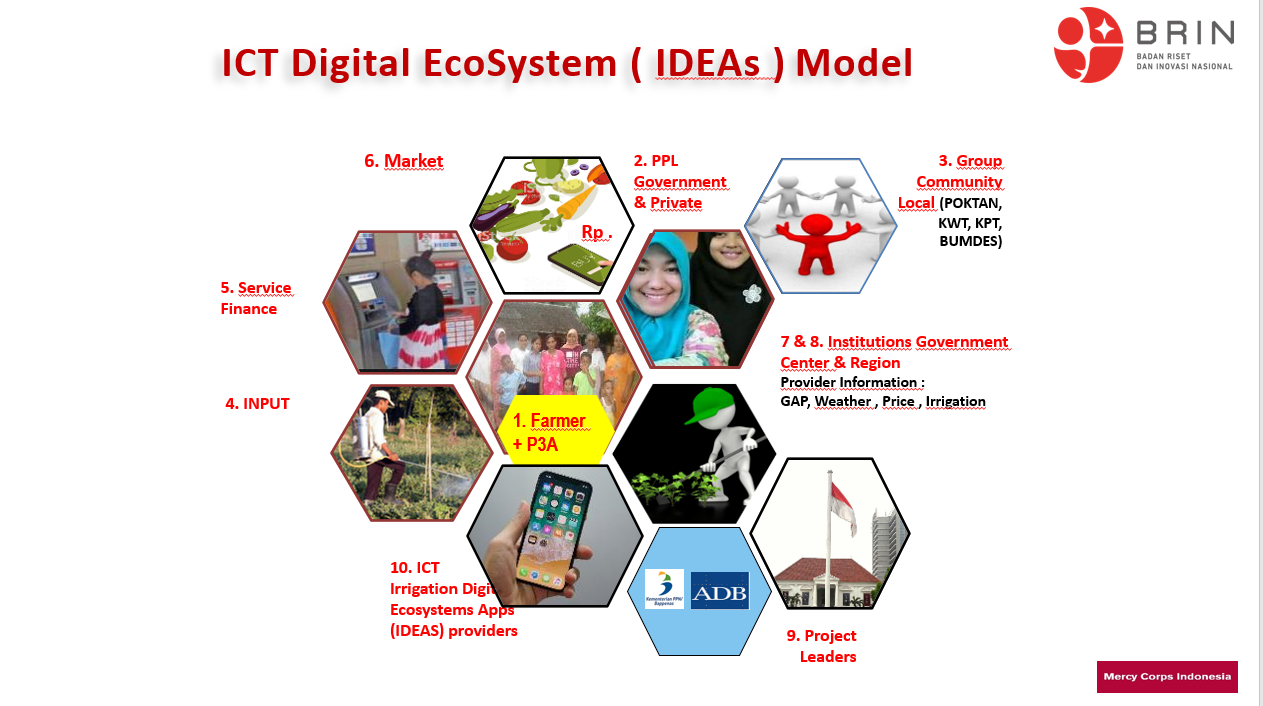 ICT Digital EcoSystem ( IDEAs ) Model
BRIN
BADAN RISET
DAN INOVASI NASIONAL
6. Market
2. PPL
Government
& Private
3. Group
Community
Local (POKTAN,
KWT, KPT,
BUMDES)
Rp .
5. Service
Finance
7 & 8. Institutions Government
Center & Region
Provider Information :
GAP, Weather , Price , Irrigation
4. INPUT
1. Farmer
+ P3A
10. ICT
Irrigation Digit
Ecosystems Apps
(IDEAS) providers
Kementerian PPN/
Bappenas
ADB
9. Project
Leaders
Mercy Corps Indonesia